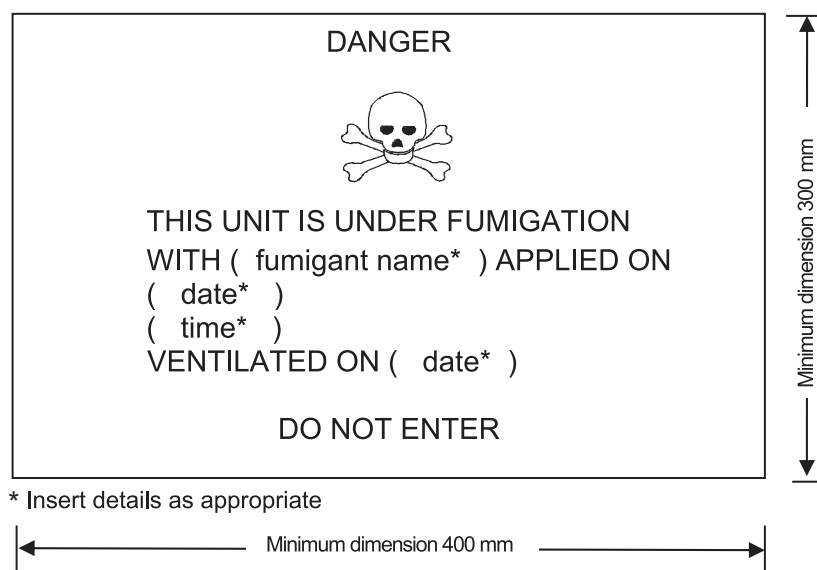 DANGER
THIS UNIT IS UNDER FUMIGATION
WITH ( fumigant name* ) APPLIED ON
( date* )
( time* )
VENTILATED ON ( date* )
DO NOT ENTER
* Insert details as appropriate
Minimum dimension 400 mm
Minimum dimension 300 mm